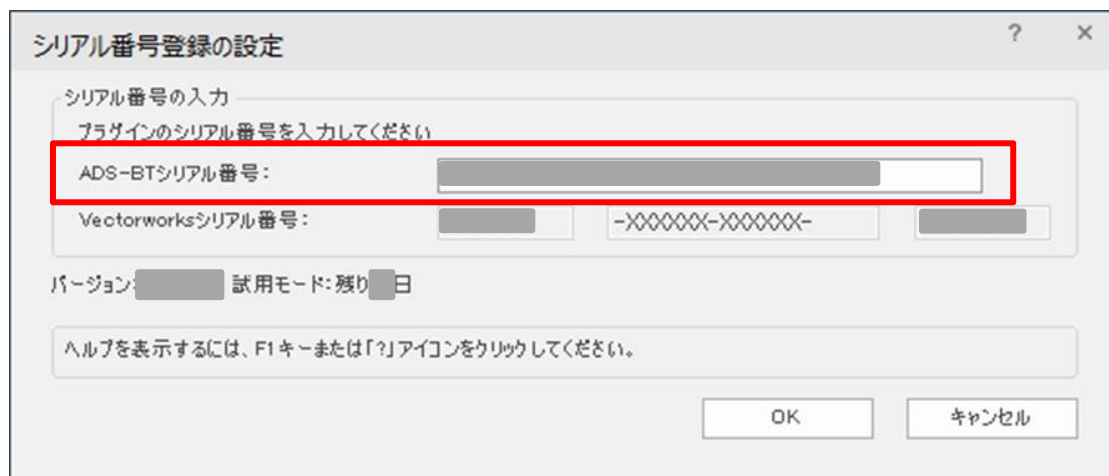 シリアル番号登録の設定
? ×
シリアル番号の入力
プラグインのシリアル番号を入力してください
ADS-BTシリアル番号:
Vectorworksシリアル番号: -XXXXXX-XXXXXX-
バージョン: 試用モード:残り 日
ヘルプを表示するには、F1キーまたは「?」アイコンをクリックしてください。
OK キャンセル